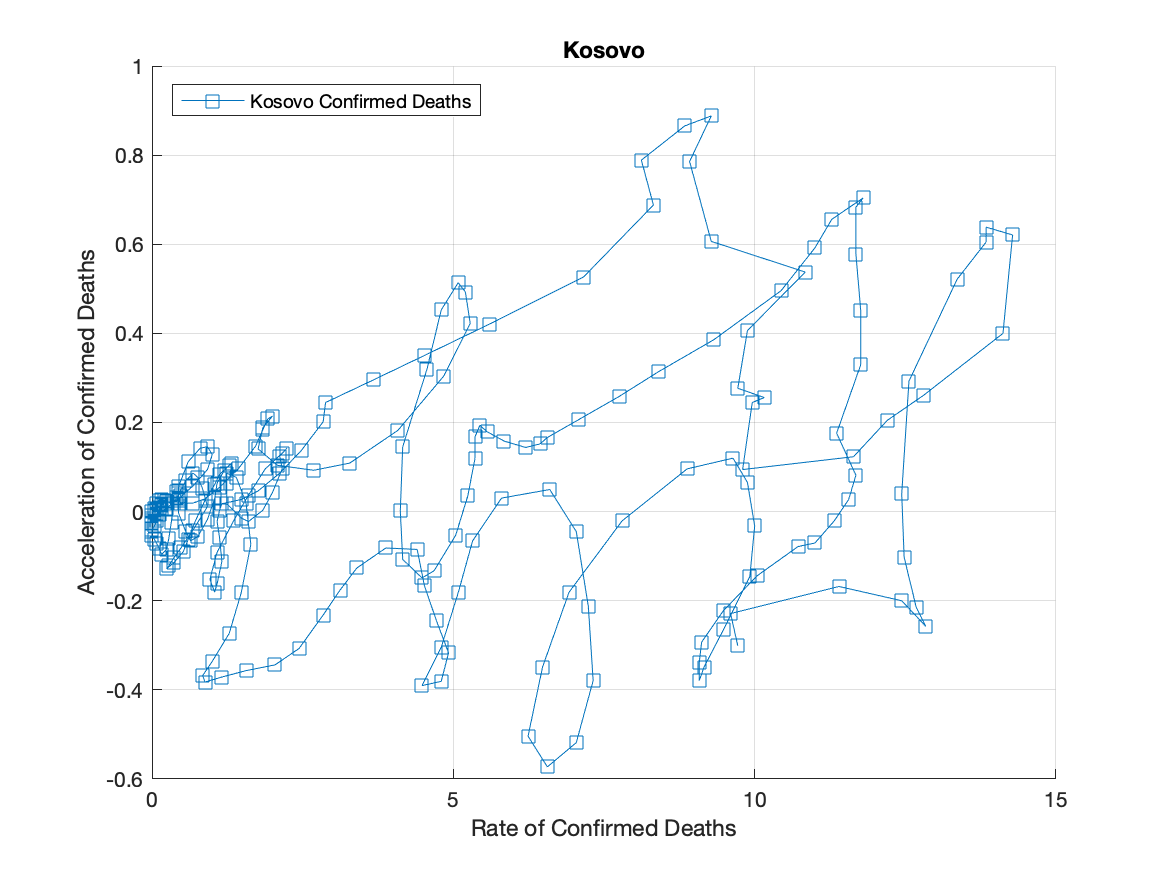 Kosovo
Kosovo Confirmed Deaths
1
0.8
0.6
0.4
0.2
0
-0.2
-0.4
-0.6
Acceleration of Confirmed Deaths
0 5 10 15
Rate of Confirmed Deaths